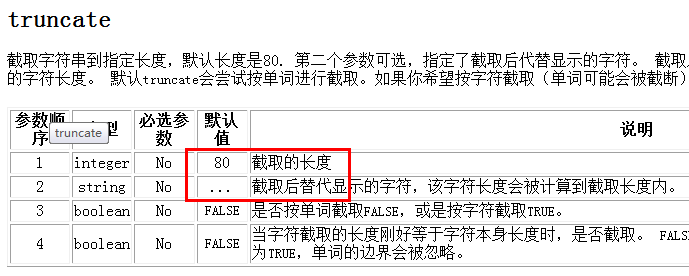 truncate
截取字符串到指定长度，默认长度是80. 第二个参数可选，指定了截取后代替显示的字符。 截取
的字符长度。 默认truncate会尝试按单词进行截取。如果你希望按字符截取（单词可能会被截断）
参数顺序 型 必选参数 默认值 说明
truncate
1 integer No 80 截取的长度
2 string No ... 截取后替代显示的字符，该字符长度会被计算到截取长度内。
3 boolean No FALSE 是否按单词截取FALSE，或是按字符截取TRUE。
4 boolean No FALSE 当字符截取的长度刚好等于字符本身长度时，是否截取。 FALS
为TRUE，单词的边界会被忽略。